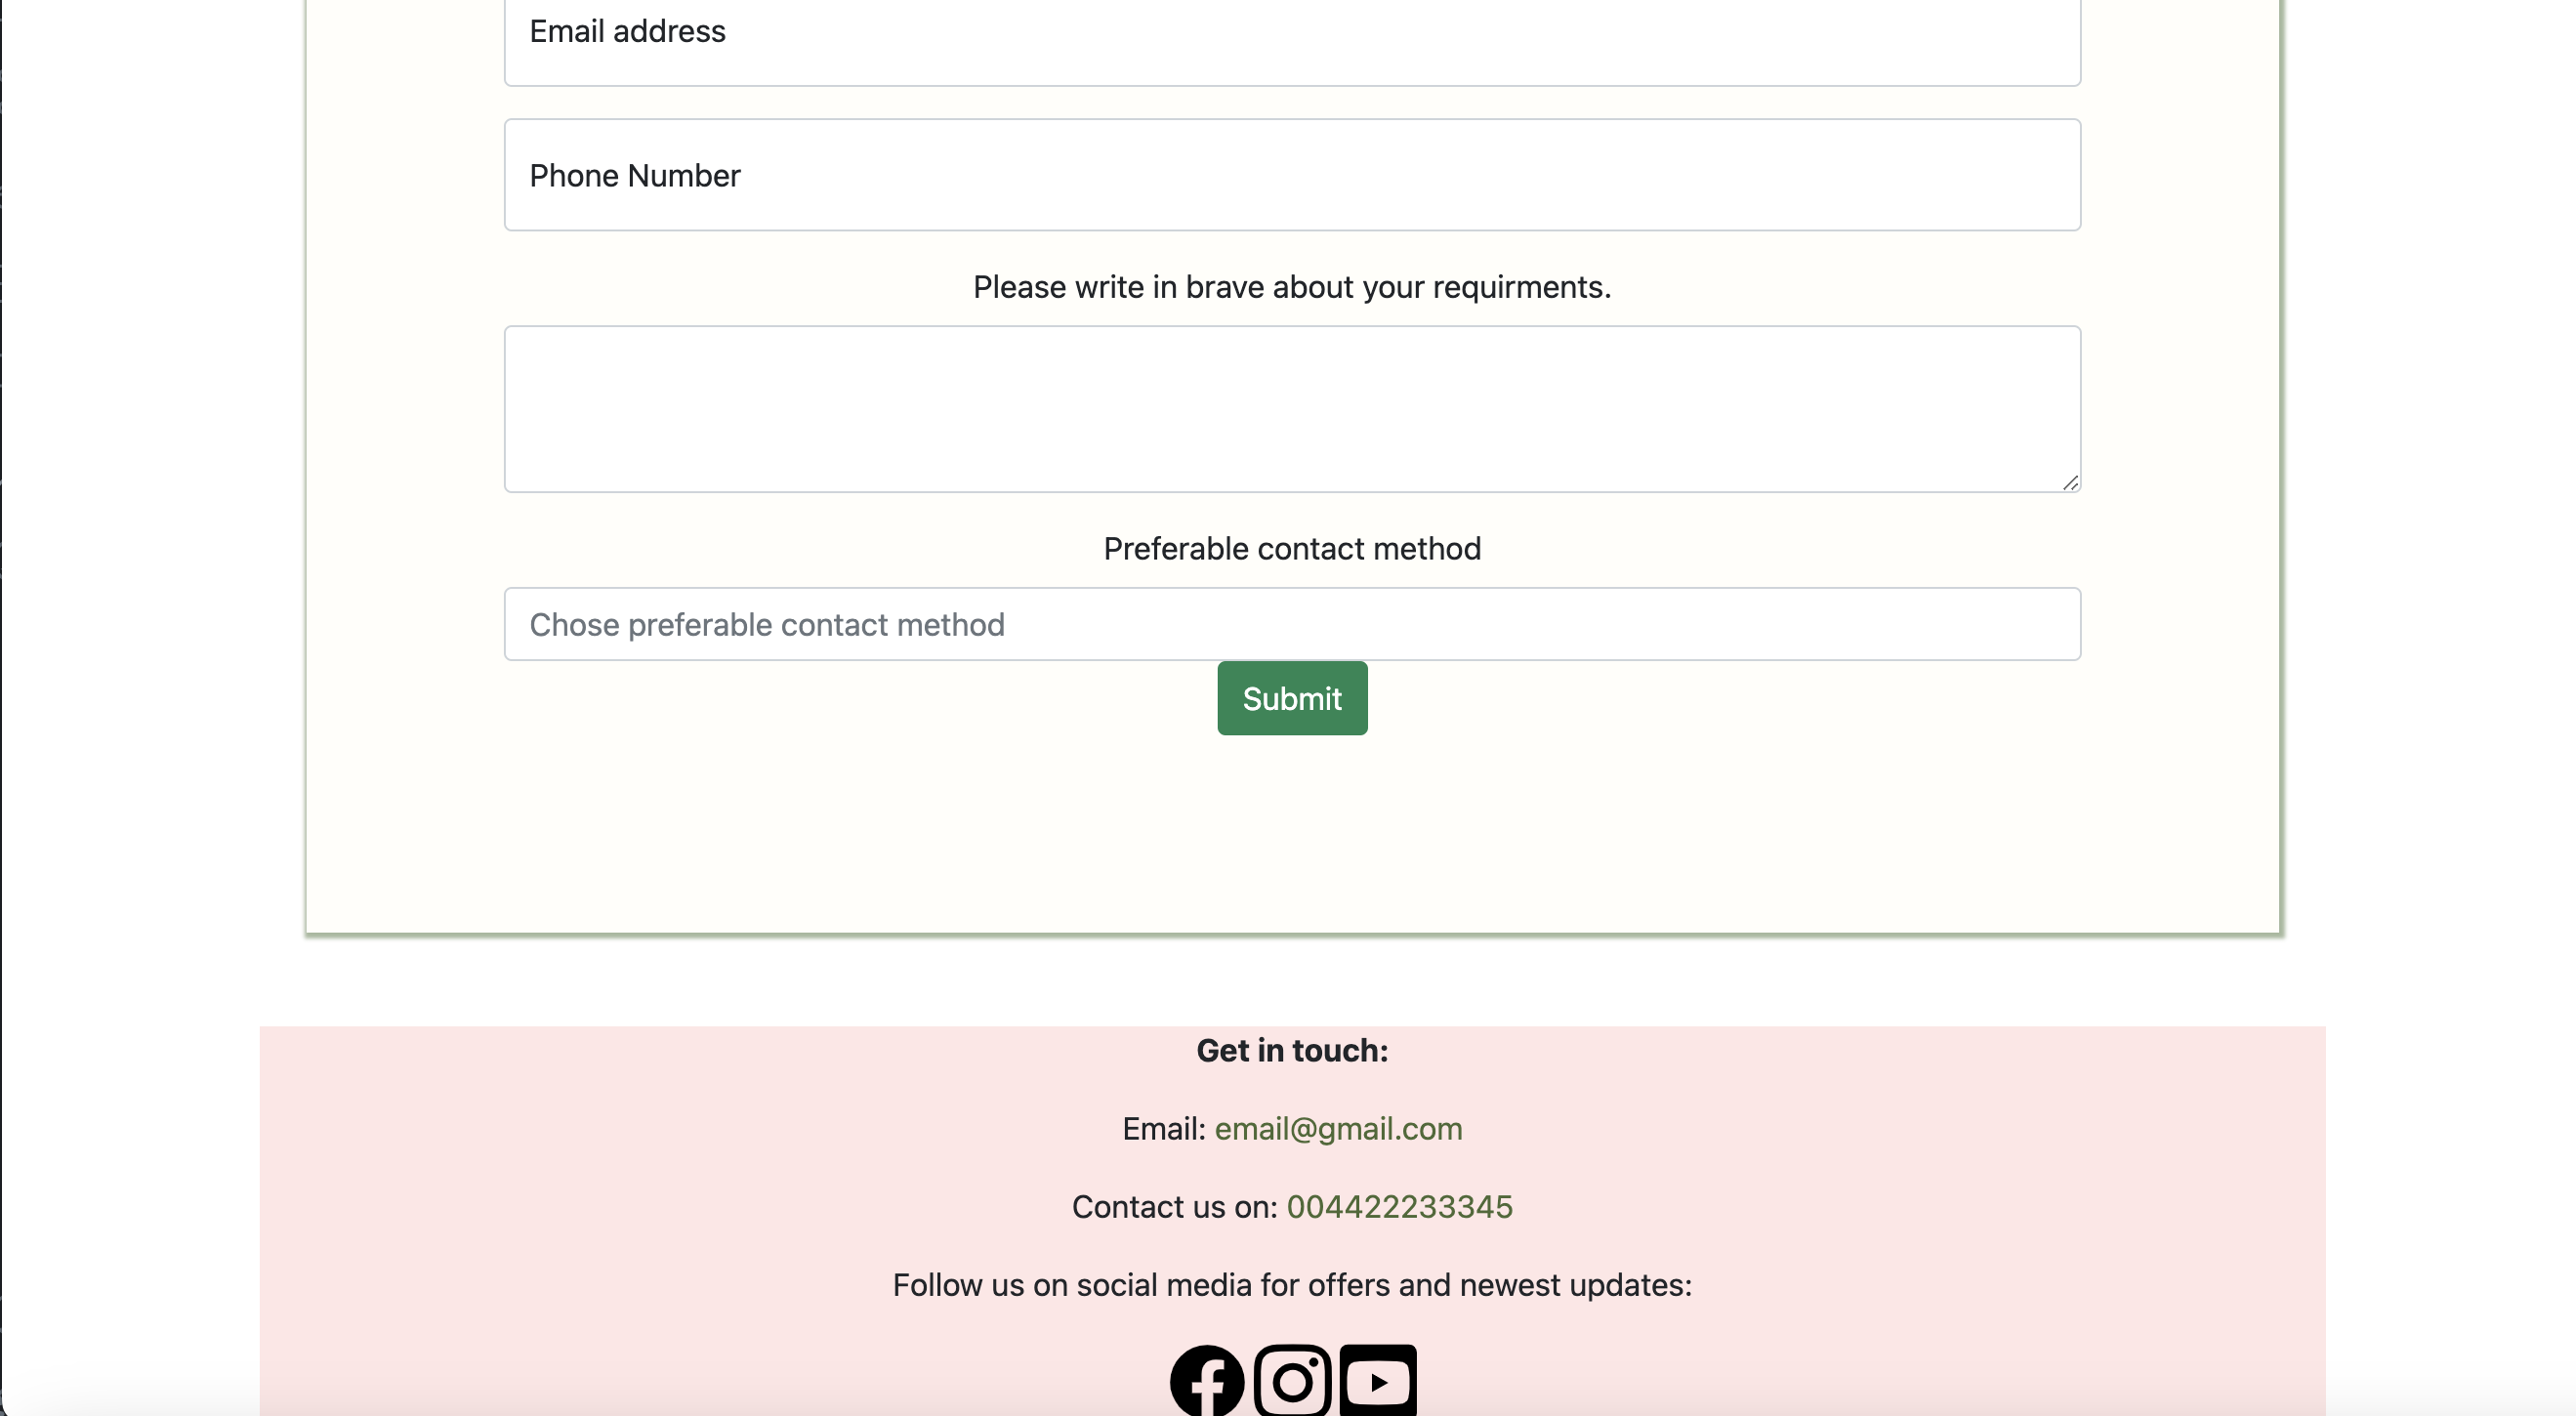 Email address
Phone Number
Please write in brave about your requirments.
Preferable contact method
Chose preferable contact method
Submit
Get in touch:
Email: email@gmail.com
Contact us on: 004422233345
Follow us on social media for offers and newest updates: